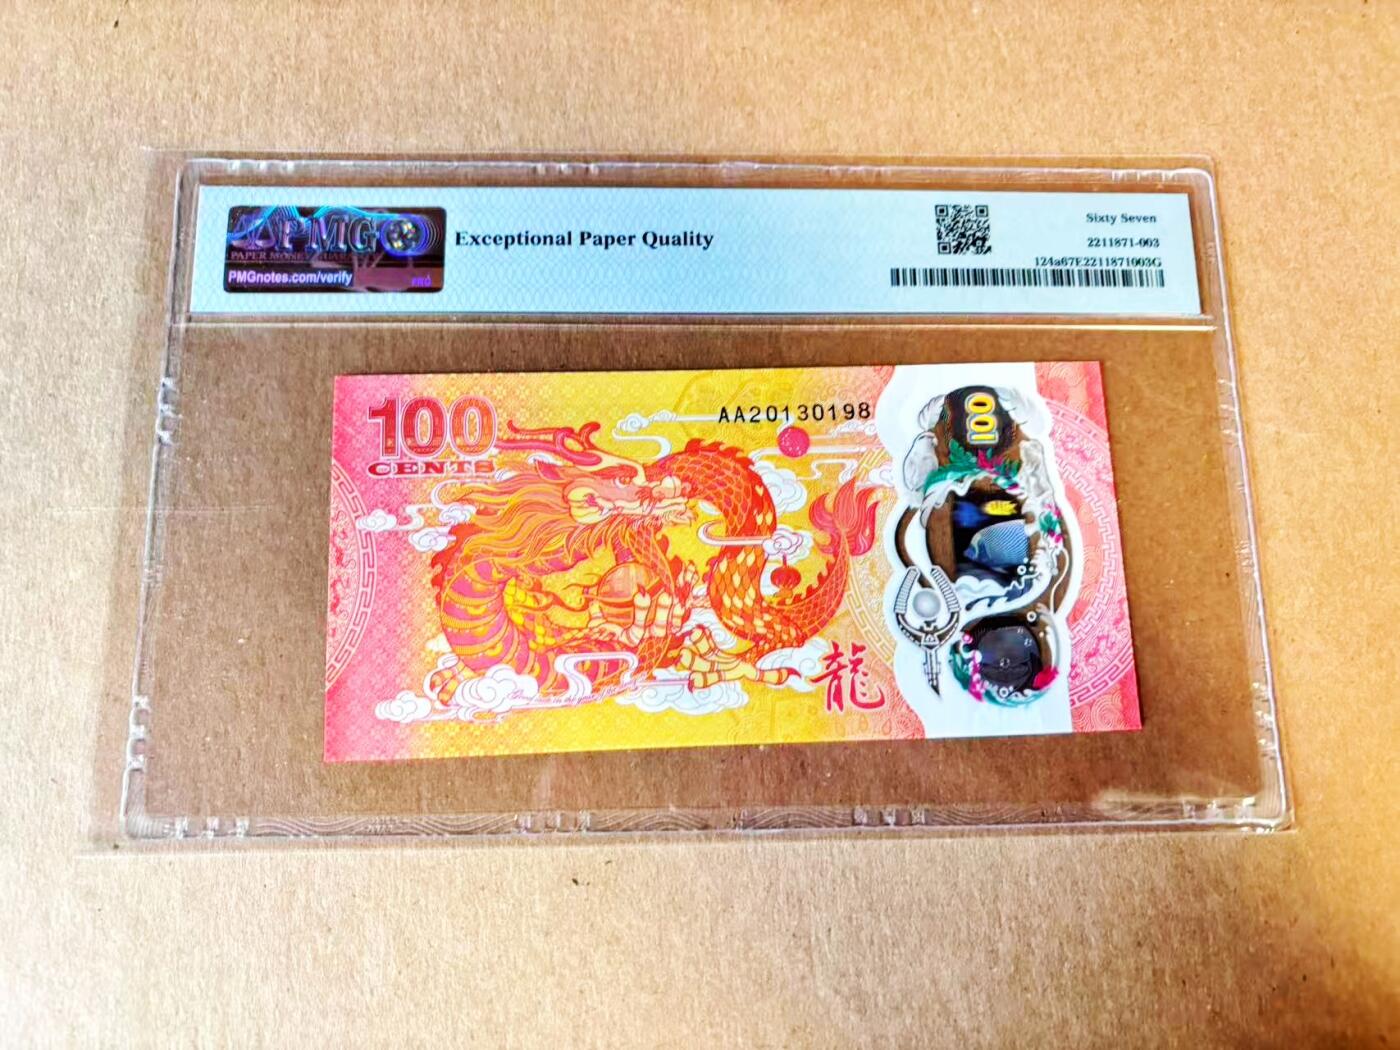 PMG
PAPER MONEY GUARANTY
PMGnotes.com/verify
Exceptional Paper Quality
Sixty Seven
2211871-003
124a67E2211871003G
100
CENTS
AA20130198
100
龍